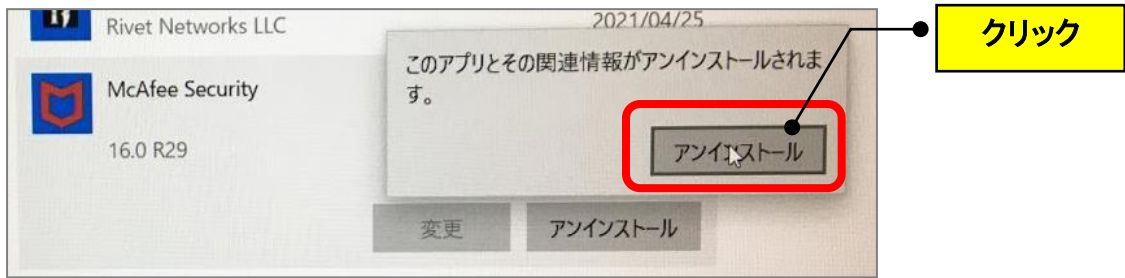 Rivet Networks LLC
2021/04/25
クリック
このアプリとその関連情報がアンインストールされま
す。
McAfee Security
アンインストール
16.0 R29
変更
アンインストール